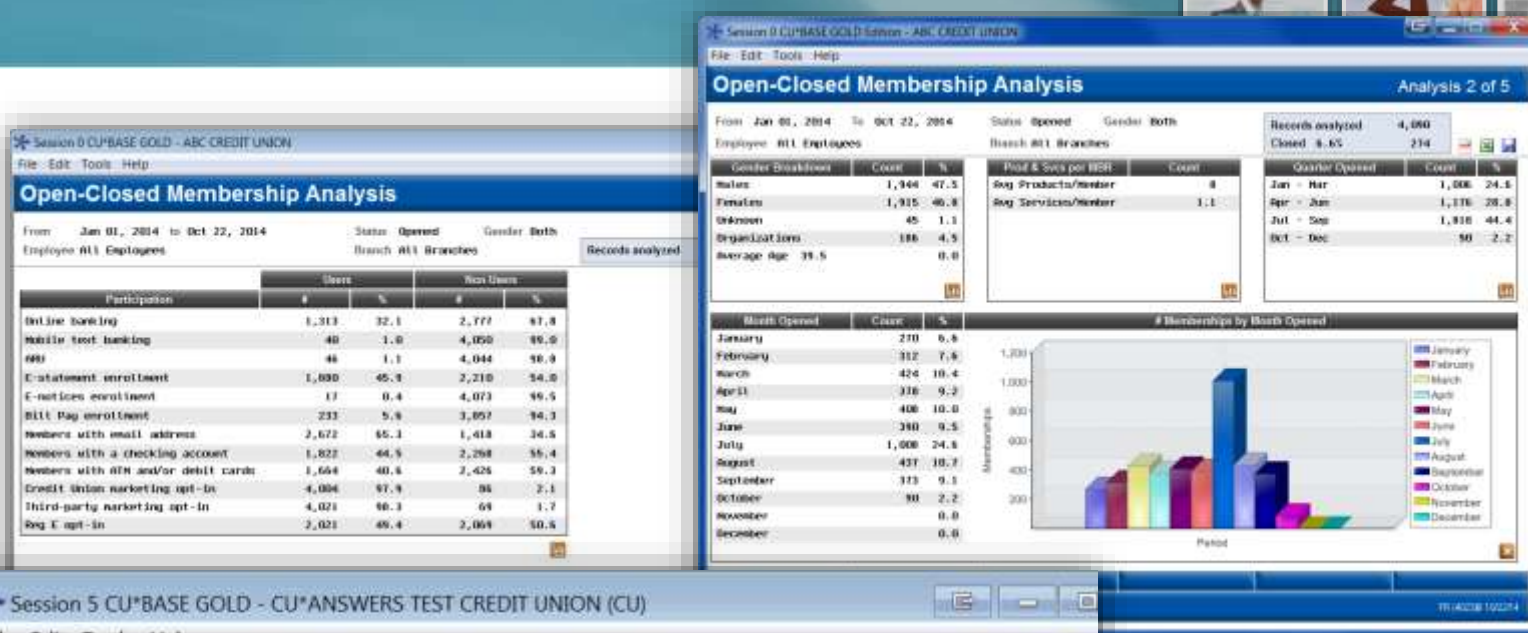 Session 0 CU*BASE GOLD - ABC CREDIT UNION
File Edit Tools Help
Open-Closed Membership Analysis
From Jan 01, 2014 to Oct 22, 2014 Status Opened Gender Both
Employee All Employees Branch All Branches Records analyzed
Users Non Users
Participation # % # %
Online banking 1,313 32.1 2,777 67.8
Mobile text banking 40 1.0 4,050 99.0
ARU 46 1.1 4,044 98.8
E-statement enrollment 1,880 45.9 2,210 54.0
E-notices enrollment 17 0.4 4,073 99.5
Bill Pay enrollment 233 5.6 3,857 94.3
Members with email address 2,672 65.3 1,418 34.6
Members with a checking account 1,822 44.5 2,268 55.4
Members with ATM and/or debit cards 1,664 40.6 2,426 59.3
Credit Union marketing opt-in 4,004 97.9 86 2.1
Third-party marketing opt-in 4,021 98.3 69 1.7
Reg E opt-in 2,021 49.4 2,069 50.6
Session 0 CU*BASE GOLD Edition - ABC CREDIT UNION
File Edit Tools Help
Open-Closed Membership Analysis Analysis 2 of 5
From Jan 01, 2014 To Oct 22, 2014 Status Opened Gender Both Records analyzed 4,090
Employee All Employees Branch All Branches Closed 6.6% 274
Gender Breakdown Count %
Males 1,944 47.5
Females 1,915 46.8
Unknown 45 1.1
Organizations 186 4.5
Average Age 39.5 0.0
Prod & Svcs per MBR Count
Avg Products/Member
Avg Services/Member 1.1
Quarter Opened Count %
Jan - Mar 1,006 24.6
Apr - Jun 1,176 28.8
Jul - Sep 1,818 44.4
Oct - Dec 90 2.2
Month Opened Count %
January 270 6.6
February 312 7.6
March 424 10.4
April 378 9.2
May 408 10.0
June 390 9.5
July 1,008 24.6
August 437 10.7
September 373 9.1
October 90 2.2
November 0.0
December 0.0
# Memberships by Month Opened
1,200
1,000
800
600
400
200
Memberships
Period
January
February
March
April
May
June
July
August
September
October
November
December
Session 5 CU*BASE GOLD - CU*ANSWERS TEST CREDIT UNION (CU)